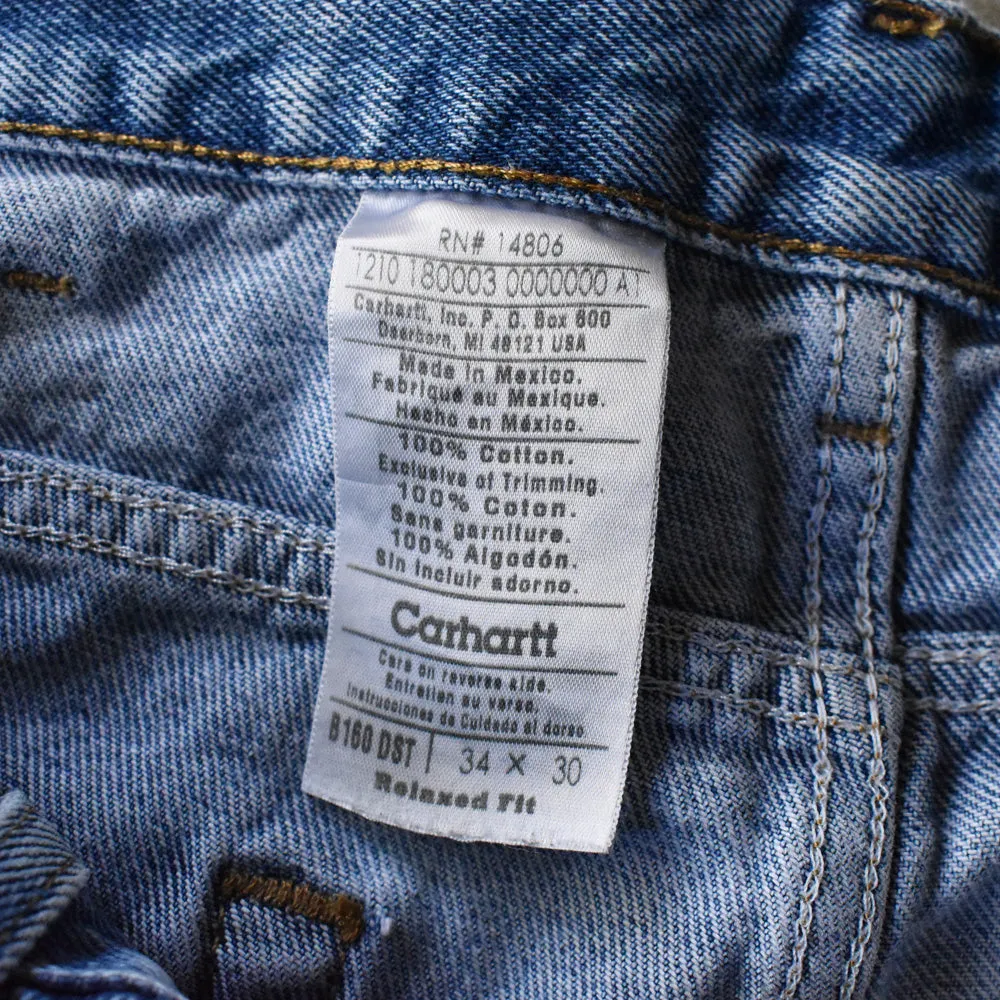 RN# 14806
1210 180003 0000000 A1
Carhartt, Inc. P. O. Box 600
Dearborn, MI 48121 USA
Made in Mexico.
Fabriqué au Mexique.
Hecho en México.
100% Cotton.
Exclusive of Trimming.
100% Coton.
Sans garniture.
100% Algodón.
Sin incluir adorno.
Carhartt
Care on reverse side.
Entretien au verso.
Instrucciones de Cuidado al dorso
B160 DST 34 X 30
Relaxed Fit